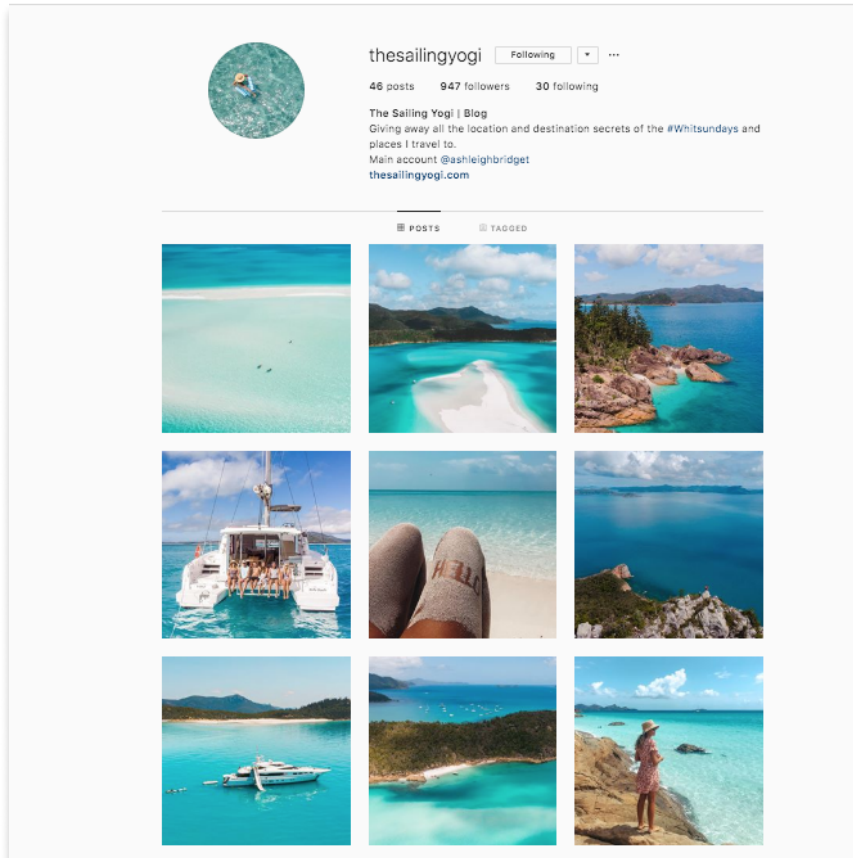 thesailingyogi Following
46 posts 947 followers 30 following
The Sailing Yogi | Blog
Giving away all the location and destination secrets of the #Whitsundays and
places I travel to.
Main account @ashleighbridget
thesailingyogi.com
POSTS TAGGED
HELLO